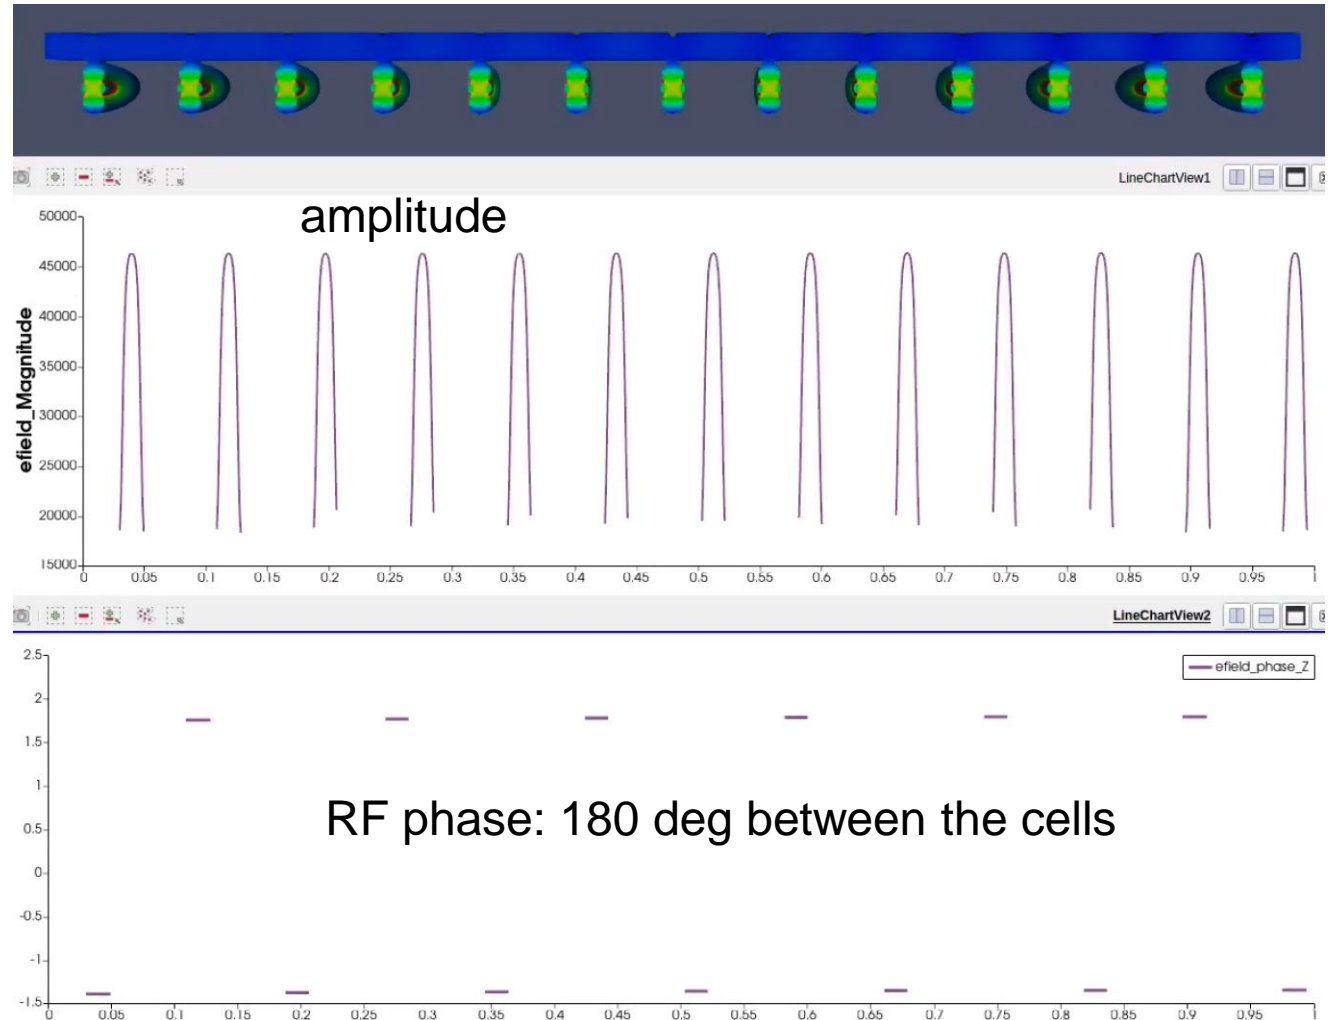 LineChartView1
amplitude
50000
45000
40000
35000
30000
25000
20000
15000
efield_Magnitude
0 0.05 0.1 0.15 0.2 0.25 0.3 0.35 0.4 0.45 0.5 0.55 0.6 0.65 0.7 0.75 0.8 0.85 0.9 0.95 1
LineChartView2
efield_phase_Z
2.5
2
1.5
1
0.5
0
-0.5
-1
-1.5
RF phase: 180 deg between the cells
0 0.05 0.1 0.15 0.2 0.25 0.3 0.35 0.4 0.45 0.5 0.55 0.6 0.65 0.7 0.75 0.8 0.85 0.9 0.95 1